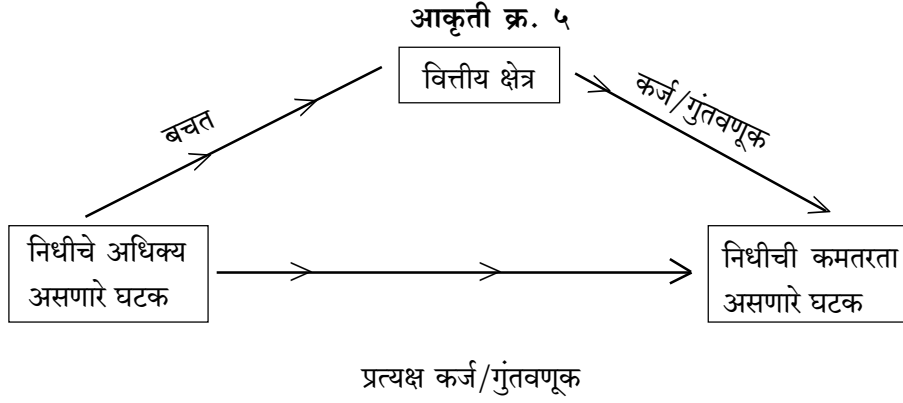 आकृती क्र. ५
वित्तीय क्षेत्र
बचत
कर्ज/गुंतवणूक
निधीचे अधिक्य
असणारे घटक
निधीची कमतरता
असणारे घटक
प्रत्यक्ष कर्ज/गुंतवणूक